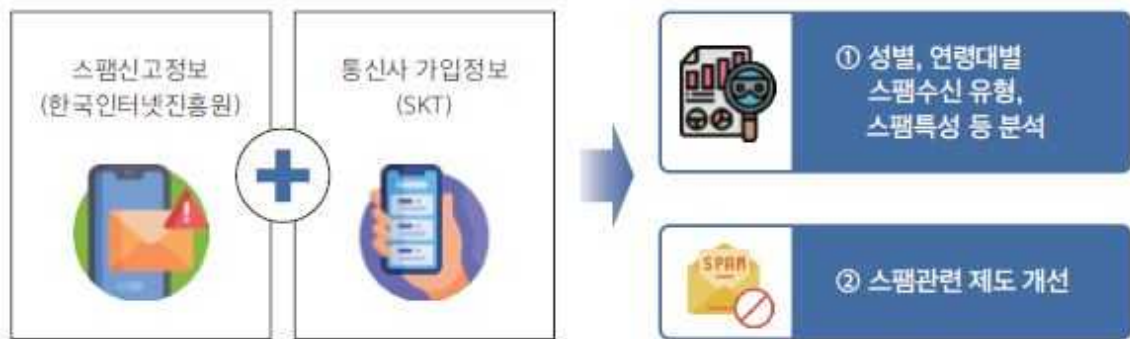 스팸신고정보
(한국인터넷진흥원)
통신사 가입정보
(SKT)
① 성별, 연령대별
스팸수신 유형,
스팸특성 등 분석
SPAM
② 스팸관련 제도 개선